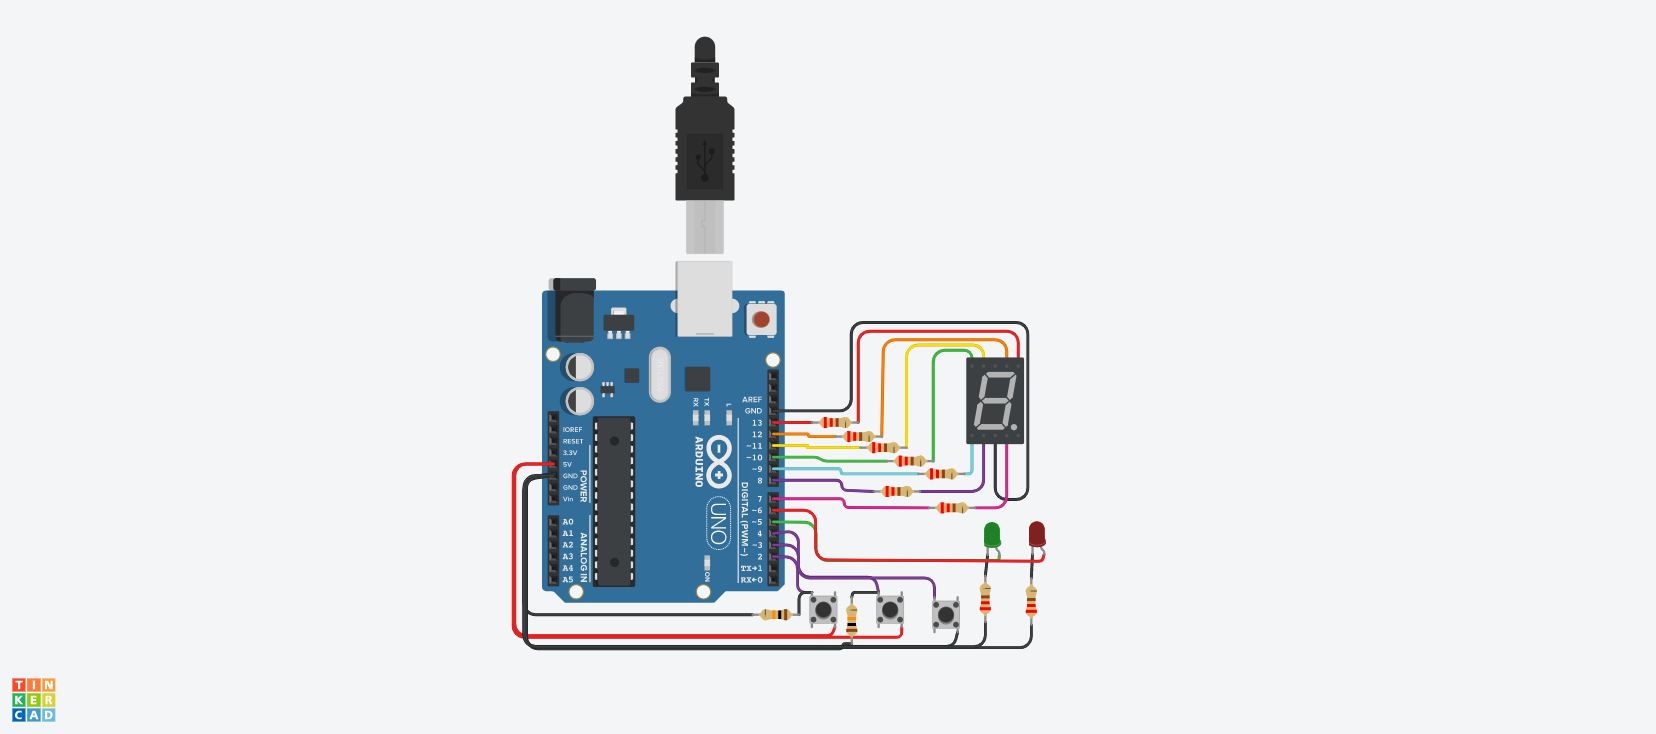 AREF
GND
13
12
~11
~10
~9
8
7
~6
~5
4
~3
2
TX→1
RX←0
IOREF
RESET
3.3V
5V
GND
GND
Vin
A0
A1
A2
A3
A4
A5
POWER
ANALOG IN
RX
TX
L
ARDUINO
UNO
DIGITAL (PWM~)
ON
TIN
KER
CAD